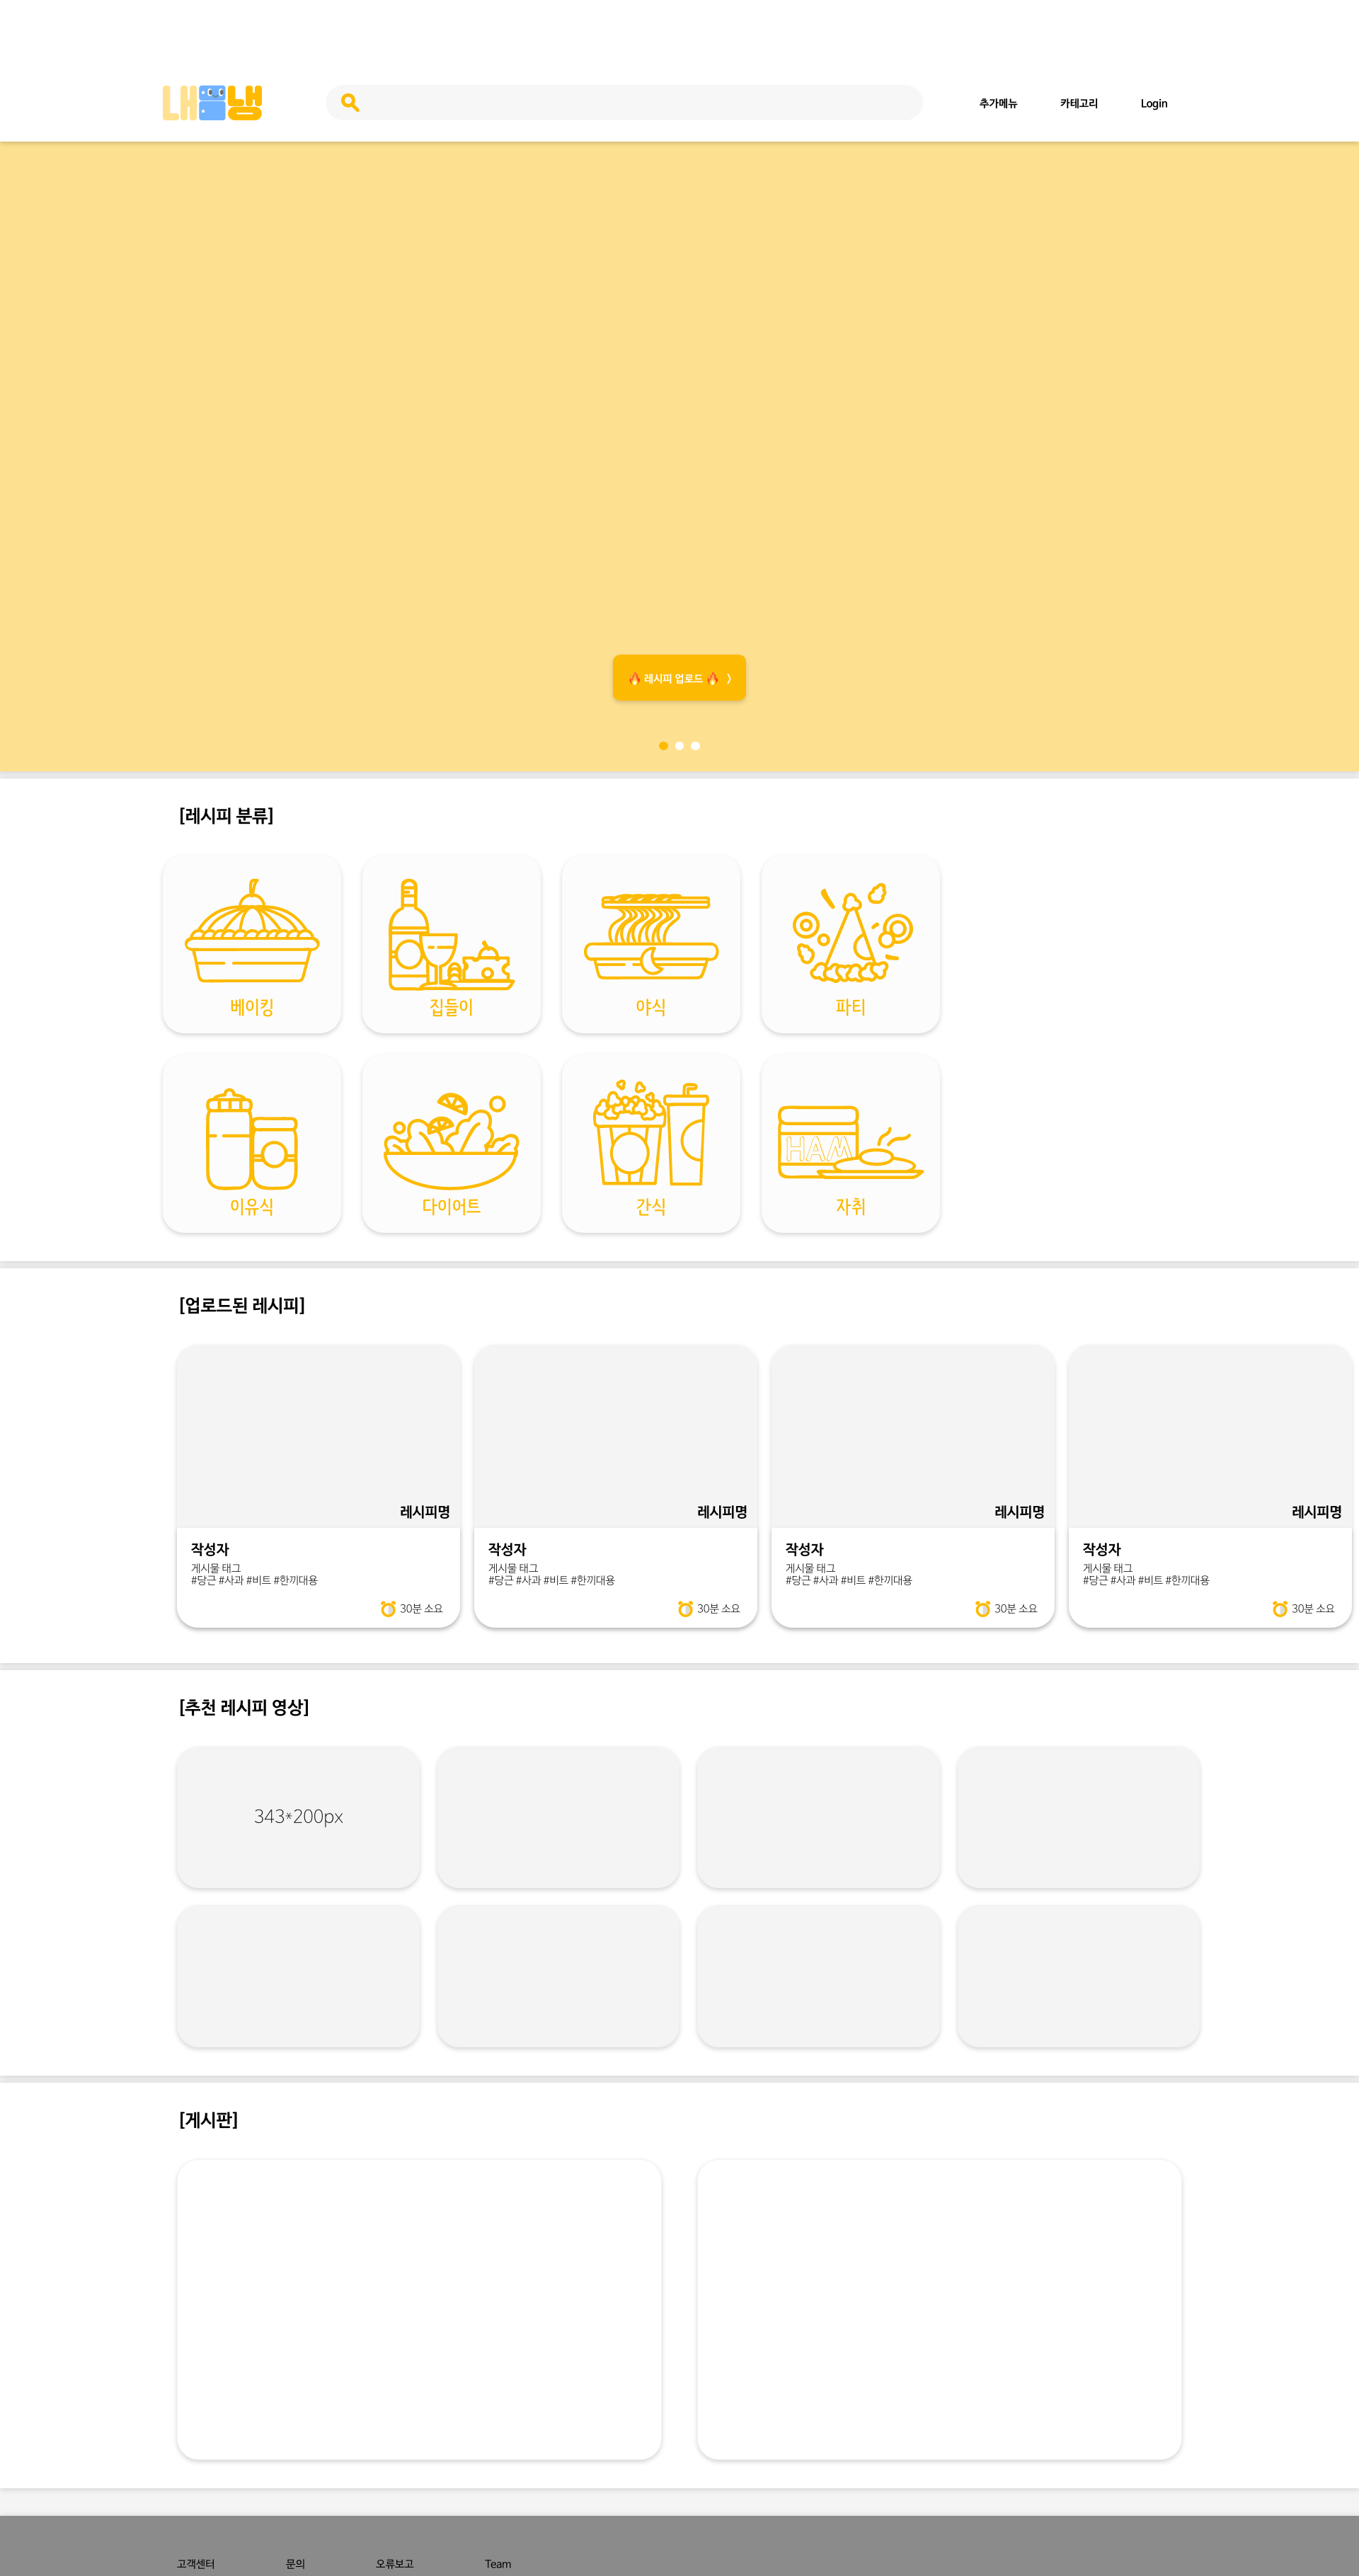 내 냉
추가메뉴 카테고리 Login
레시피 업로드 >
[레시피 분류]
베이킹 집들이 야식 파티
HAM
이유식 다이어트 간식 자취
[업로드된 레시피]
레시피명 레시피명 레시피명 레시피명
작성자 작성자 작성자 작성자
게시물 태그 게시물 태그 게시물 태그 게시물 태그
#당근 #사과 #비트 #한끼대용 #당근 #사과 #비트 #한끼대용 #당근 #사과 #비트 #한끼대용 #당근 #사과 #비트 #한끼대용
30분 소요 30분 소요 30분 소요 30분 소요
[추천 레시피 영상]
343*200px
[게시판]
고객센터 문의 오류보고 Team